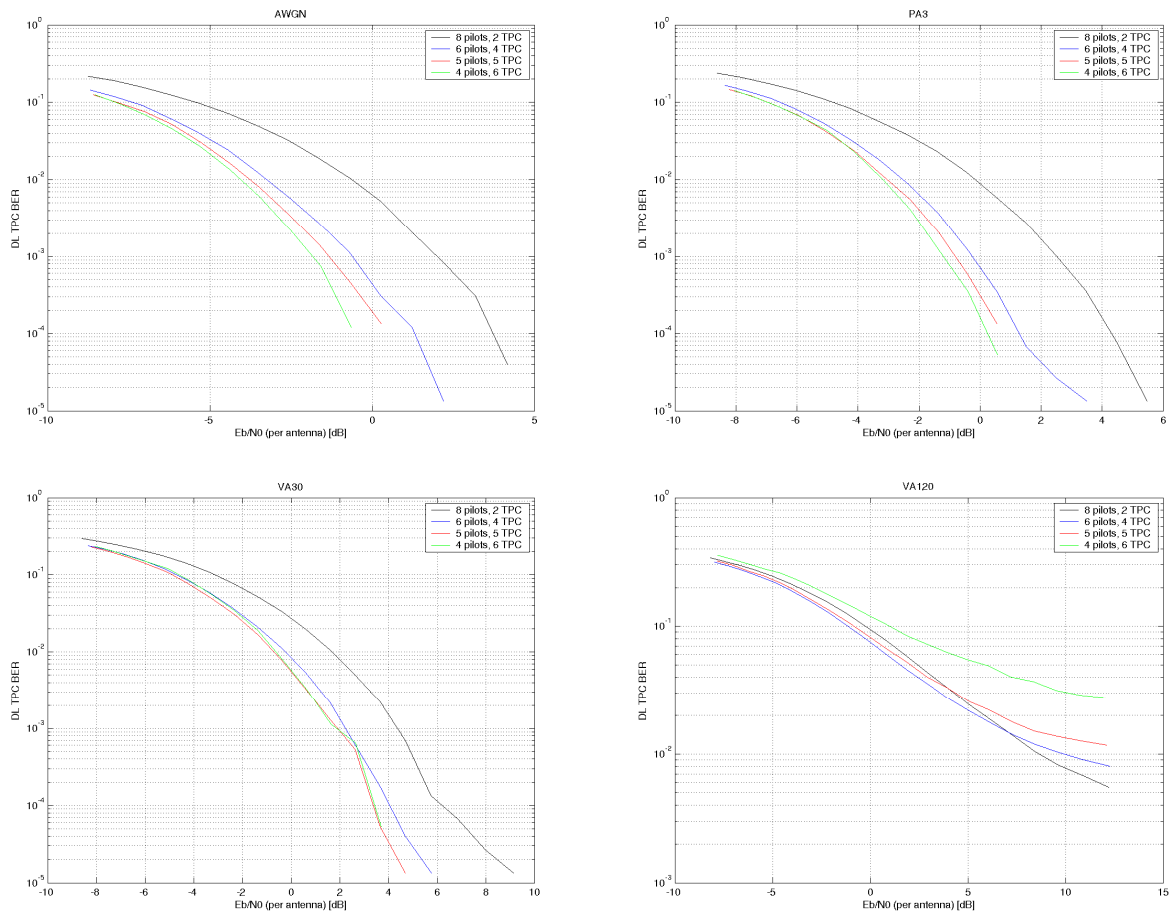 AWGN
10^0
10^-1
10^-2
10^-3
10^-4
10^-5
DL TPC BER
8 pilots, 2 TPC
6 pilots, 4 TPC
5 pilots, 5 TPC
4 pilots, 6 TPC
-10 -5 0 5
Eb/N0 (per antenna) [dB]
PA3
10^0
10^-1
10^-2
10^-3
10^-4
10^-5
DL TPC BER
8 pilots, 2 TPC
6 pilots, 4 TPC
5 pilots, 5 TPC
4 pilots, 6 TPC
-10 -8 -6 -4 -2 0 2 4 6
Eb/N0 (per antenna) [dB]
VA30
10^0
10^-1
10^-2
10^-3
10^-4
10^-5
DL TPC BER
8 pilots, 2 TPC
6 pilots, 4 TPC
5 pilots, 5 TPC
4 pilots, 6 TPC
-10 -8 -6 -4 -2 0 2 4 6 8 10
Eb/N0 (per antenna) [dB]
VA120
10^0
10^-1
10^-2
10^-3
DL TPC BER
8 pilots, 2 TPC
6 pilots, 4 TPC
5 pilots, 5 TPC
4 pilots, 6 TPC
-10 -5 0 5 10 15
Eb/N0 (per antenna) [dB]